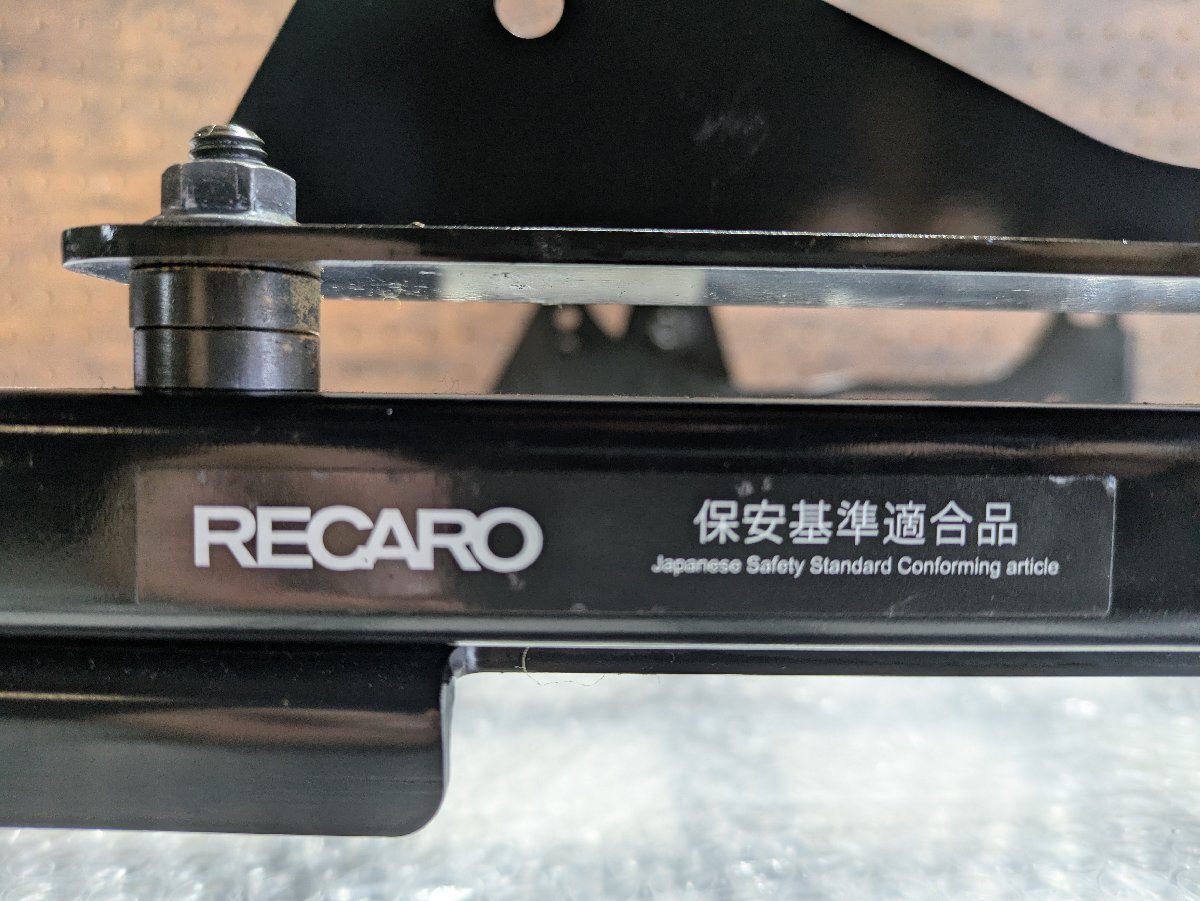 RECARO
保安基準適合品
Japanese Safety Standard Conforming article